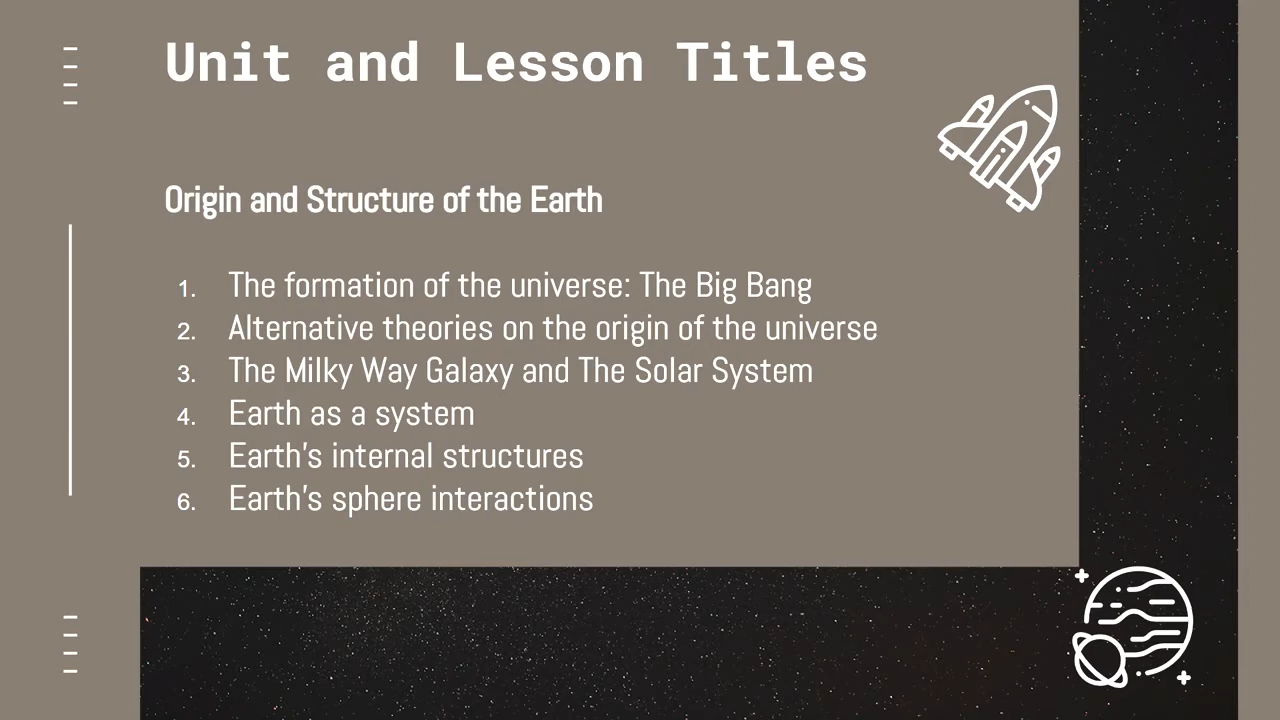 Unit and Lesson Titles
Origin and Structure of the Earth
1. The formation of the universe: The Big Bang
2. Alternative theories on the origin of the universe
3. The Milky Way Galaxy and The Solar System
4. Earth as a system
5. Earth's internal structures
6. Earth's sphere interactions